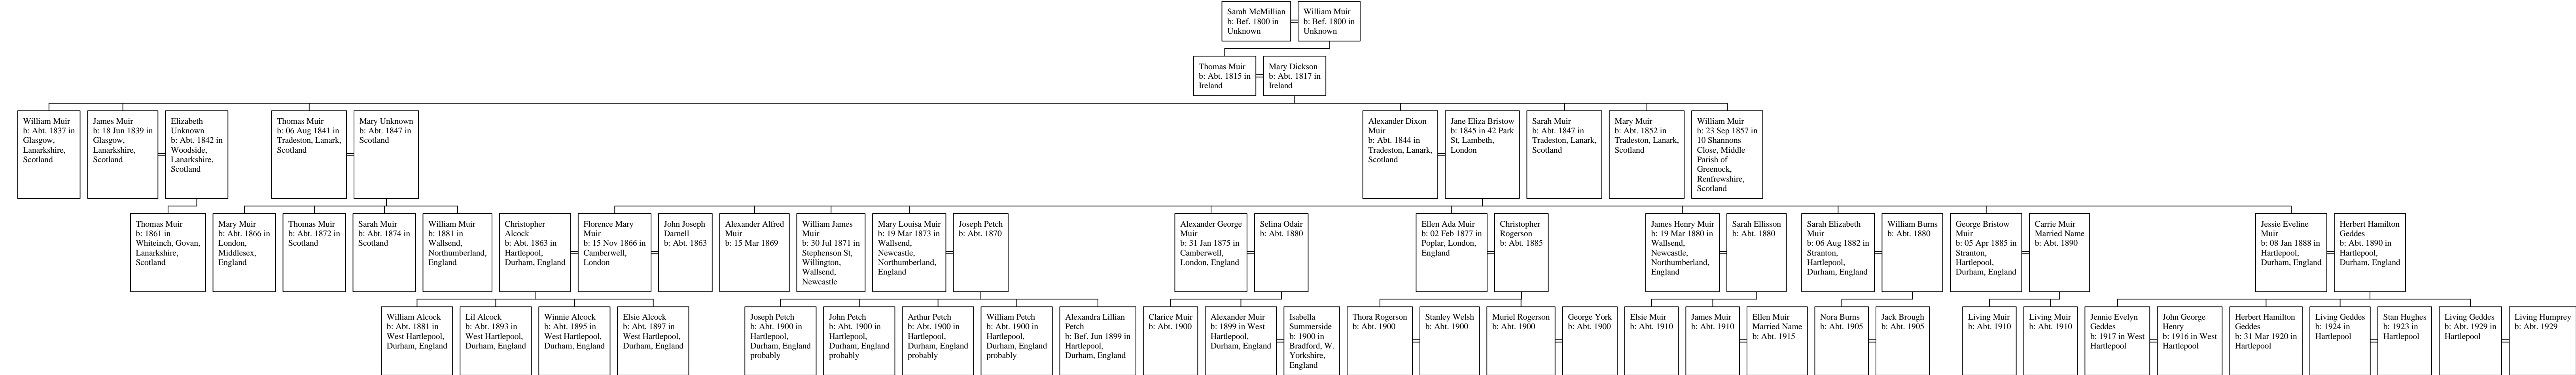 Sarah McMillian
b: Bef. 1800 in
Unknown
William Muir
b: Bef. 1800 in
Unknown
Thomas Muir
b: Abt. 1815 in
Ireland
Mary Dickson
b: Abt. 1817 in
Ireland
William Muir
b: Abt. 1837 in
Glasgow,
Lanarkshire,
Scotland
James Muir
b: 18 Jun 1839 in
Glasgow,
Lanarkshire,
Scotland
Elizabeth
Unknown
b: Abt. 1842 in
Woodside,
Lanarkshire,
Scotland
Thomas Muir
b: 06 Aug 1841 in
Tradeston, Lanark,
Scotland
Mary Unknown
b: Abt. 1847 in
Scotland
Alexander Dixon
Muir
b: Abt. 1844 in
Tradeston, Lanark,
Scotland
Jane Eliza Bristow
b: 1845 in 42 Park
St, Lambeth,
London
Sarah Muir
b: Abt. 1847 in
Tradeston, Lanark,
Scotland
Mary Muir
b: Abt. 1852 in
Tradeston, Lanark,
Scotland
William Muir
b: 23 Sep 1857 in
10 Shannons
Close, Middle
Parish of
Greenock,
Renfrewshire,
Scotland
Thomas Muir
b: 1861 in
Whiteinch, Govan,
Lanarkshire,
Scotland
Mary Muir
b: Abt. 1866 in
London,
Middlesex,
England
Thomas Muir
b: Abt. 1872 in
Scotland
Sarah Muir
b: Abt. 1874 in
Scotland
William Muir
b: 1881 in
Wallsend,
Northumberland,
England
Christopher
Alcock
b: Abt. 1863 in
Hartlepool,
Durham, England
Florence Mary
Muir
b: 15 Nov 1866 in
Camberwell,
London
John Joseph
Darnell
b: Abt. 1863
Alexander Alfred
Muir
b: 15 Mar 1869
William James
Muir
b: 30 Jul 1871 in
Stephenson St,
Willington,
Wallsend,
Newcastle
Mary Louisa Muir
b: 19 Mar 1873 in
Wallsend,
Newcastle,
Northumberland,
England
Joseph Petch
b: Abt. 1870
Alexander George
Muir
b: 31 Jan 1875 in
Camberwell,
London, England
Selina Odair
b: Abt. 1880
Ellen Ada Muir
b: 02 Feb 1877 in
Poplar, London,
England
Christopher
Rogerson
b: Abt. 1885
James Henry Muir
b: 19 Mar 1880 in
Wallsend,
Newcastle,
Northumberland,
England
Sarah Ellisson
b: Abt. 1880
Sarah Elizabeth
Muir
b: 06 Aug 1882 in
Stranton,
Hartlepool,
Durham, England
William Burns
b: Abt. 1880
George Bristow
Muir
b: 05 Apr 1885 in
Stranton,
Hartlepool,
Durham, England
Carrie Muir
Married Name
b: Abt. 1890
Jessie Eveline
Muir
b: 08 Jan 1888 in
Hartlepool,
Durham, England
Herbert Hamilton
Geddes
b: Abt. 1890 in
Hartlepool,
Durham, England
William Alcock
b: Abt. 1881 in
West Hartlepool,
Durham, England
Lil Alcock
b: Abt. 1893 in
West Hartlepool,
Durham, England
Winnie Alcock
b: Abt. 1895 in
West Hartlepool,
Durham, England
Elsie Alcock
b: Abt. 1897 in
West Hartlepool,
Durham, England
Joseph Petch
b: Abt. 1900 in
Hartlepool,
Durham, England
probably
John Petch
b: Abt. 1900 in
Hartlepool,
Durham, England
probably
Arthur Petch
b: Abt. 1900 in
Hartlepool,
Durham, England
probably
William Petch
b: Abt. 1900 in
Hartlepool,
Durham, England
probably
Alexandra Lillian
Petch
b: Bef. Jun 1899 in
Hartlepool,
Durham, England
Clarice Muir
b: Abt. 1900
Alexander Muir
b: 1899 in West
Hartlepool,
Durham, England
Isabella
Summerside
b: 1900 in
Bradford, W.
Yorkshire,
England
Thora Rogerson
b: Abt. 1900
Stanley Welsh
b: Abt. 1900
Muriel Rogerson
b: Abt. 1900
George York
b: Abt. 1900
Elsie Muir
b: Abt. 1910
James Muir
b: Abt. 1910
Ellen Muir
Married Name
b: Abt. 1915
Nora Burns
b: Abt. 1905
Jack Brough
b: Abt. 1905
Living Muir
b: Abt. 1910
Living Muir
b: Abt. 1910
Jennie Evelyn
Geddes
b: 1917 in West
Hartlepool
John George
Henry
b: 1916 in West
Hartlepool
Herbert Hamilton
Geddes
b: 31 Mar 1920 in
Hartlepool
Living Geddes
b: 1924 in
Hartlepool
Stan Hughes
b: 1923 in
Hartlepool
Living Geddes
b: Abt. 1929 in
Hartlepool
Living Humprey
b: Abt. 1929